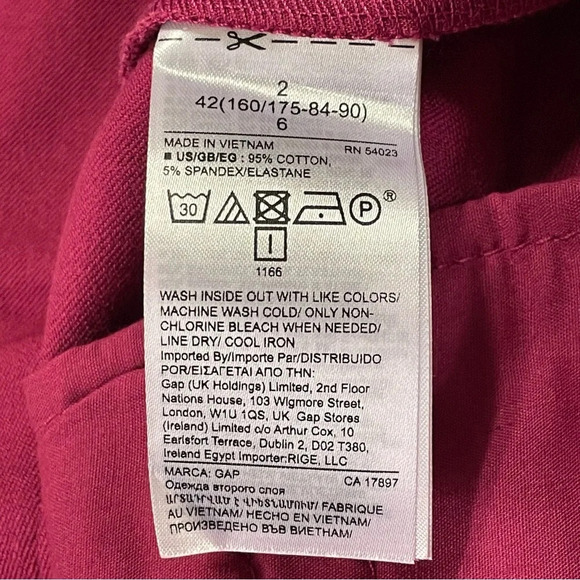 2
42(160/175-84-90)
6
MADE IN VIETNAM RN 54023
■ US/GB/EG : 95% COTTON,
5% SPANDEX/ELASTANE
30 P®
1166
WASH INSIDE OUT WITH LIKE COLORS/
MACHINE WASH COLD/ ONLY NON-
CHLORINE BLEACH WHEN NEEDED/
LINE DRY/ COOL IRON
Imported By/Importe Par/DISTRIBUIDO
POR/ΕΙΣΑΓΕΤΑΙ ΑΠΟ ΤΗΝ:
Gap (UK Holdings) Limited, 2nd Floor
Nations House, 103 Wigmore Street,
London, W1U 1QS, UK Gap Stores
(Ireland) Limited c/o Arthur Cox, 10
Earlsfort Terrace, Dublin 2, D02 T380,
Ireland Egypt Importer:RIGE, LLC
MARCA: GAP CA 17897
Одежда второго слоя
ԱՐՏԱԴՐՎԱԾ Է ՎԻԵՏՆԱՄՈՒՄ/ FABRIQUE
AU VIETNAM/ HECHO EN VIETNAM/
ПРОИЗВЕДЕНО ВЪВ ВИЕТНАМ/